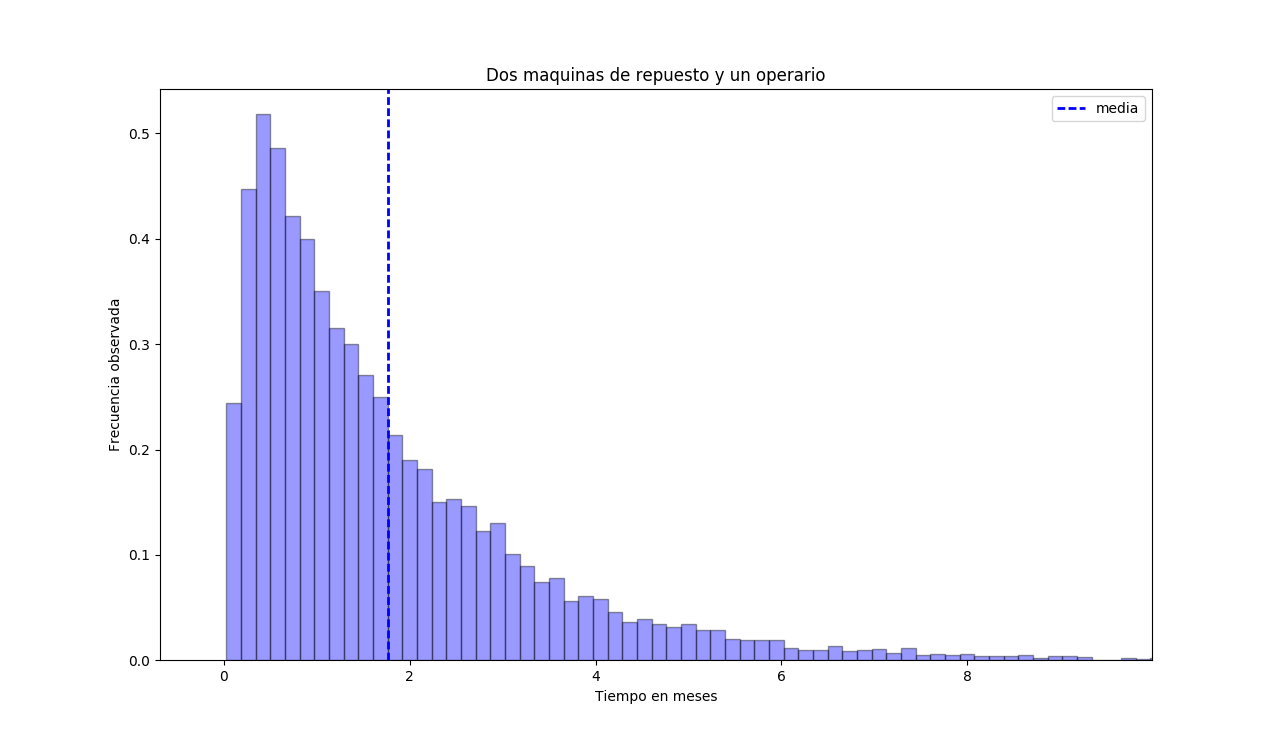 Dos maquinas de repuesto y un operario
media
0.5
0.4
0.3
0.2
0.1
0.0
Frecuencia observada
0 2 4 6 8
Tiempo en meses